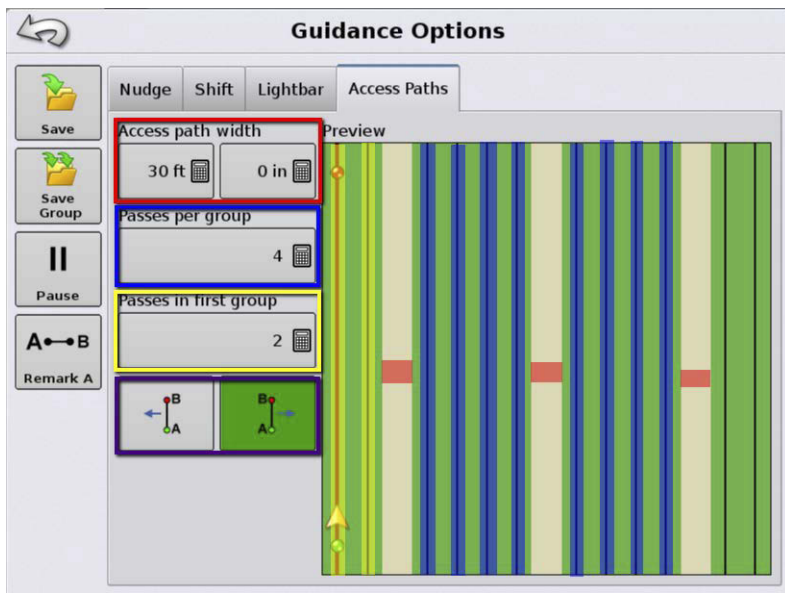 Guidance Options
Nudge Shift Lightbar Access Paths
Save
Save
Group
Pause
A B
Remark A
Access path width
30 ft 0 in
Passes per group
4
Passes in first group
2
B
A
B
A
Preview